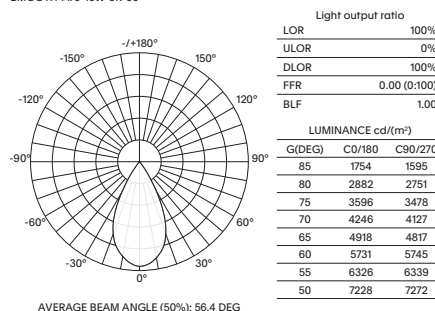 -/+180°
-150°
150°
-120°
120°
-90°
90°
-60°
60°
-30°
30°
0°
AVERAGE BEAM ANGLE (50%): 56.4 DEG
Light output ratio
LOR 100%
ULOR 0%
DLOR 100%
FFR 0.00 (0:100)
BLF 1.00
LUMINANCE cd/(m²)
G(DEG) C0/180 C90/270
85 1754 1595
80 2882 2751
75 3596 3478
70 4246 4127
65 4918 4817
60 5731 5745
55 6326 6339
50 7228 7272